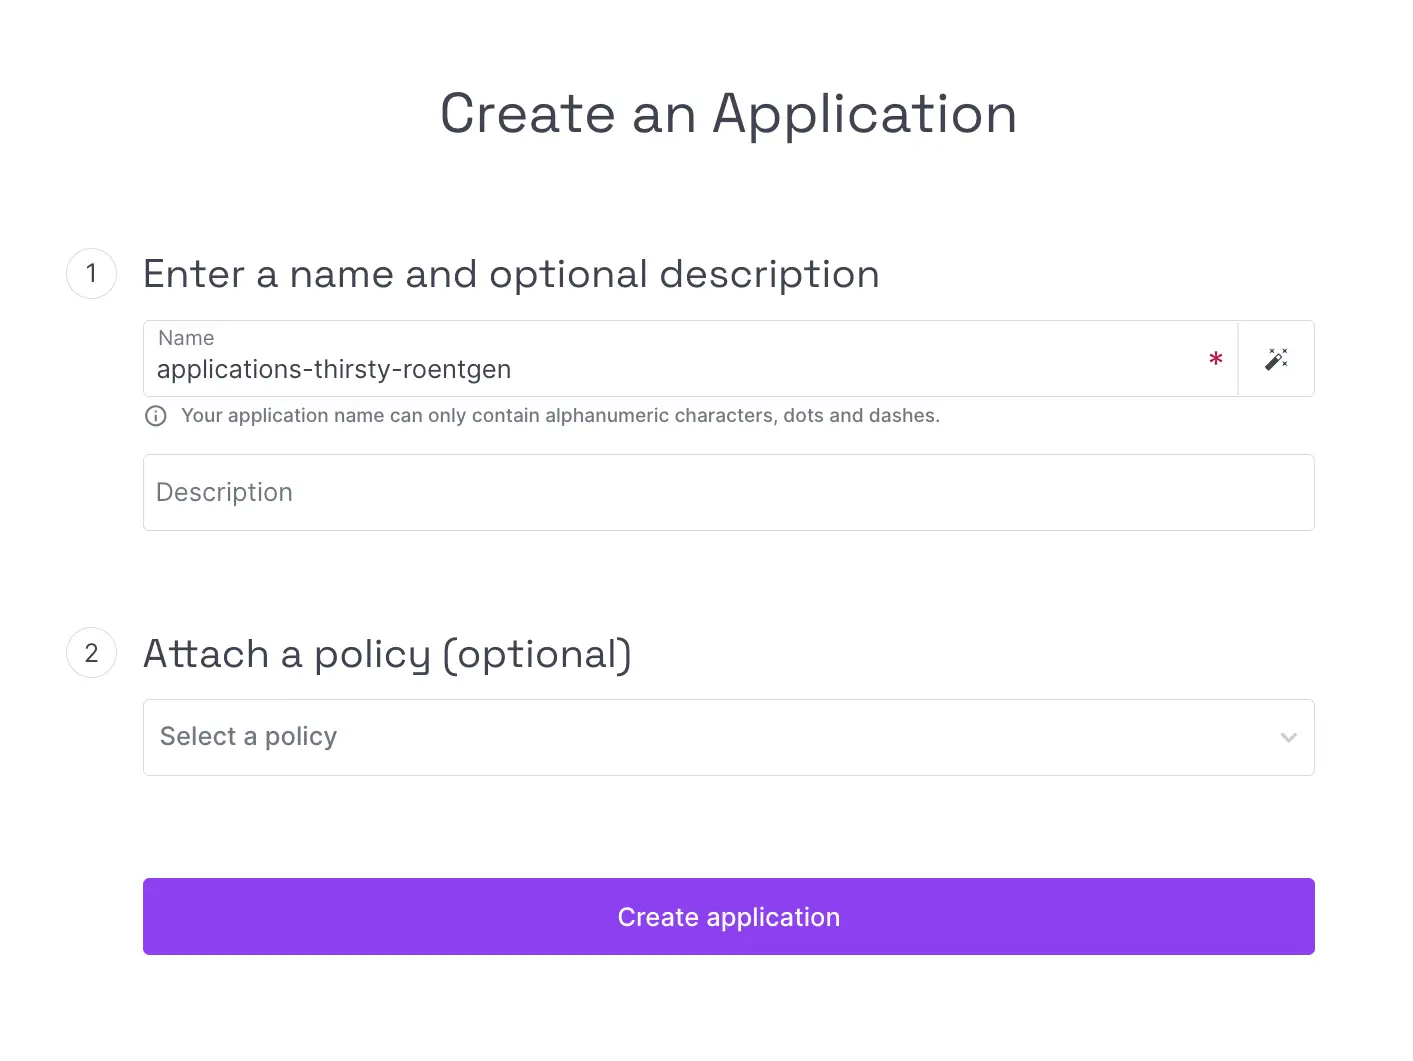 Create an Application
1
Enter a name and optional description
Name
applications-thirsty-roentgen
*
Your application name can only contain alphanumeric characters, dots and dashes.
Description
2
Attach a policy (optional)
Select a policy
Create application